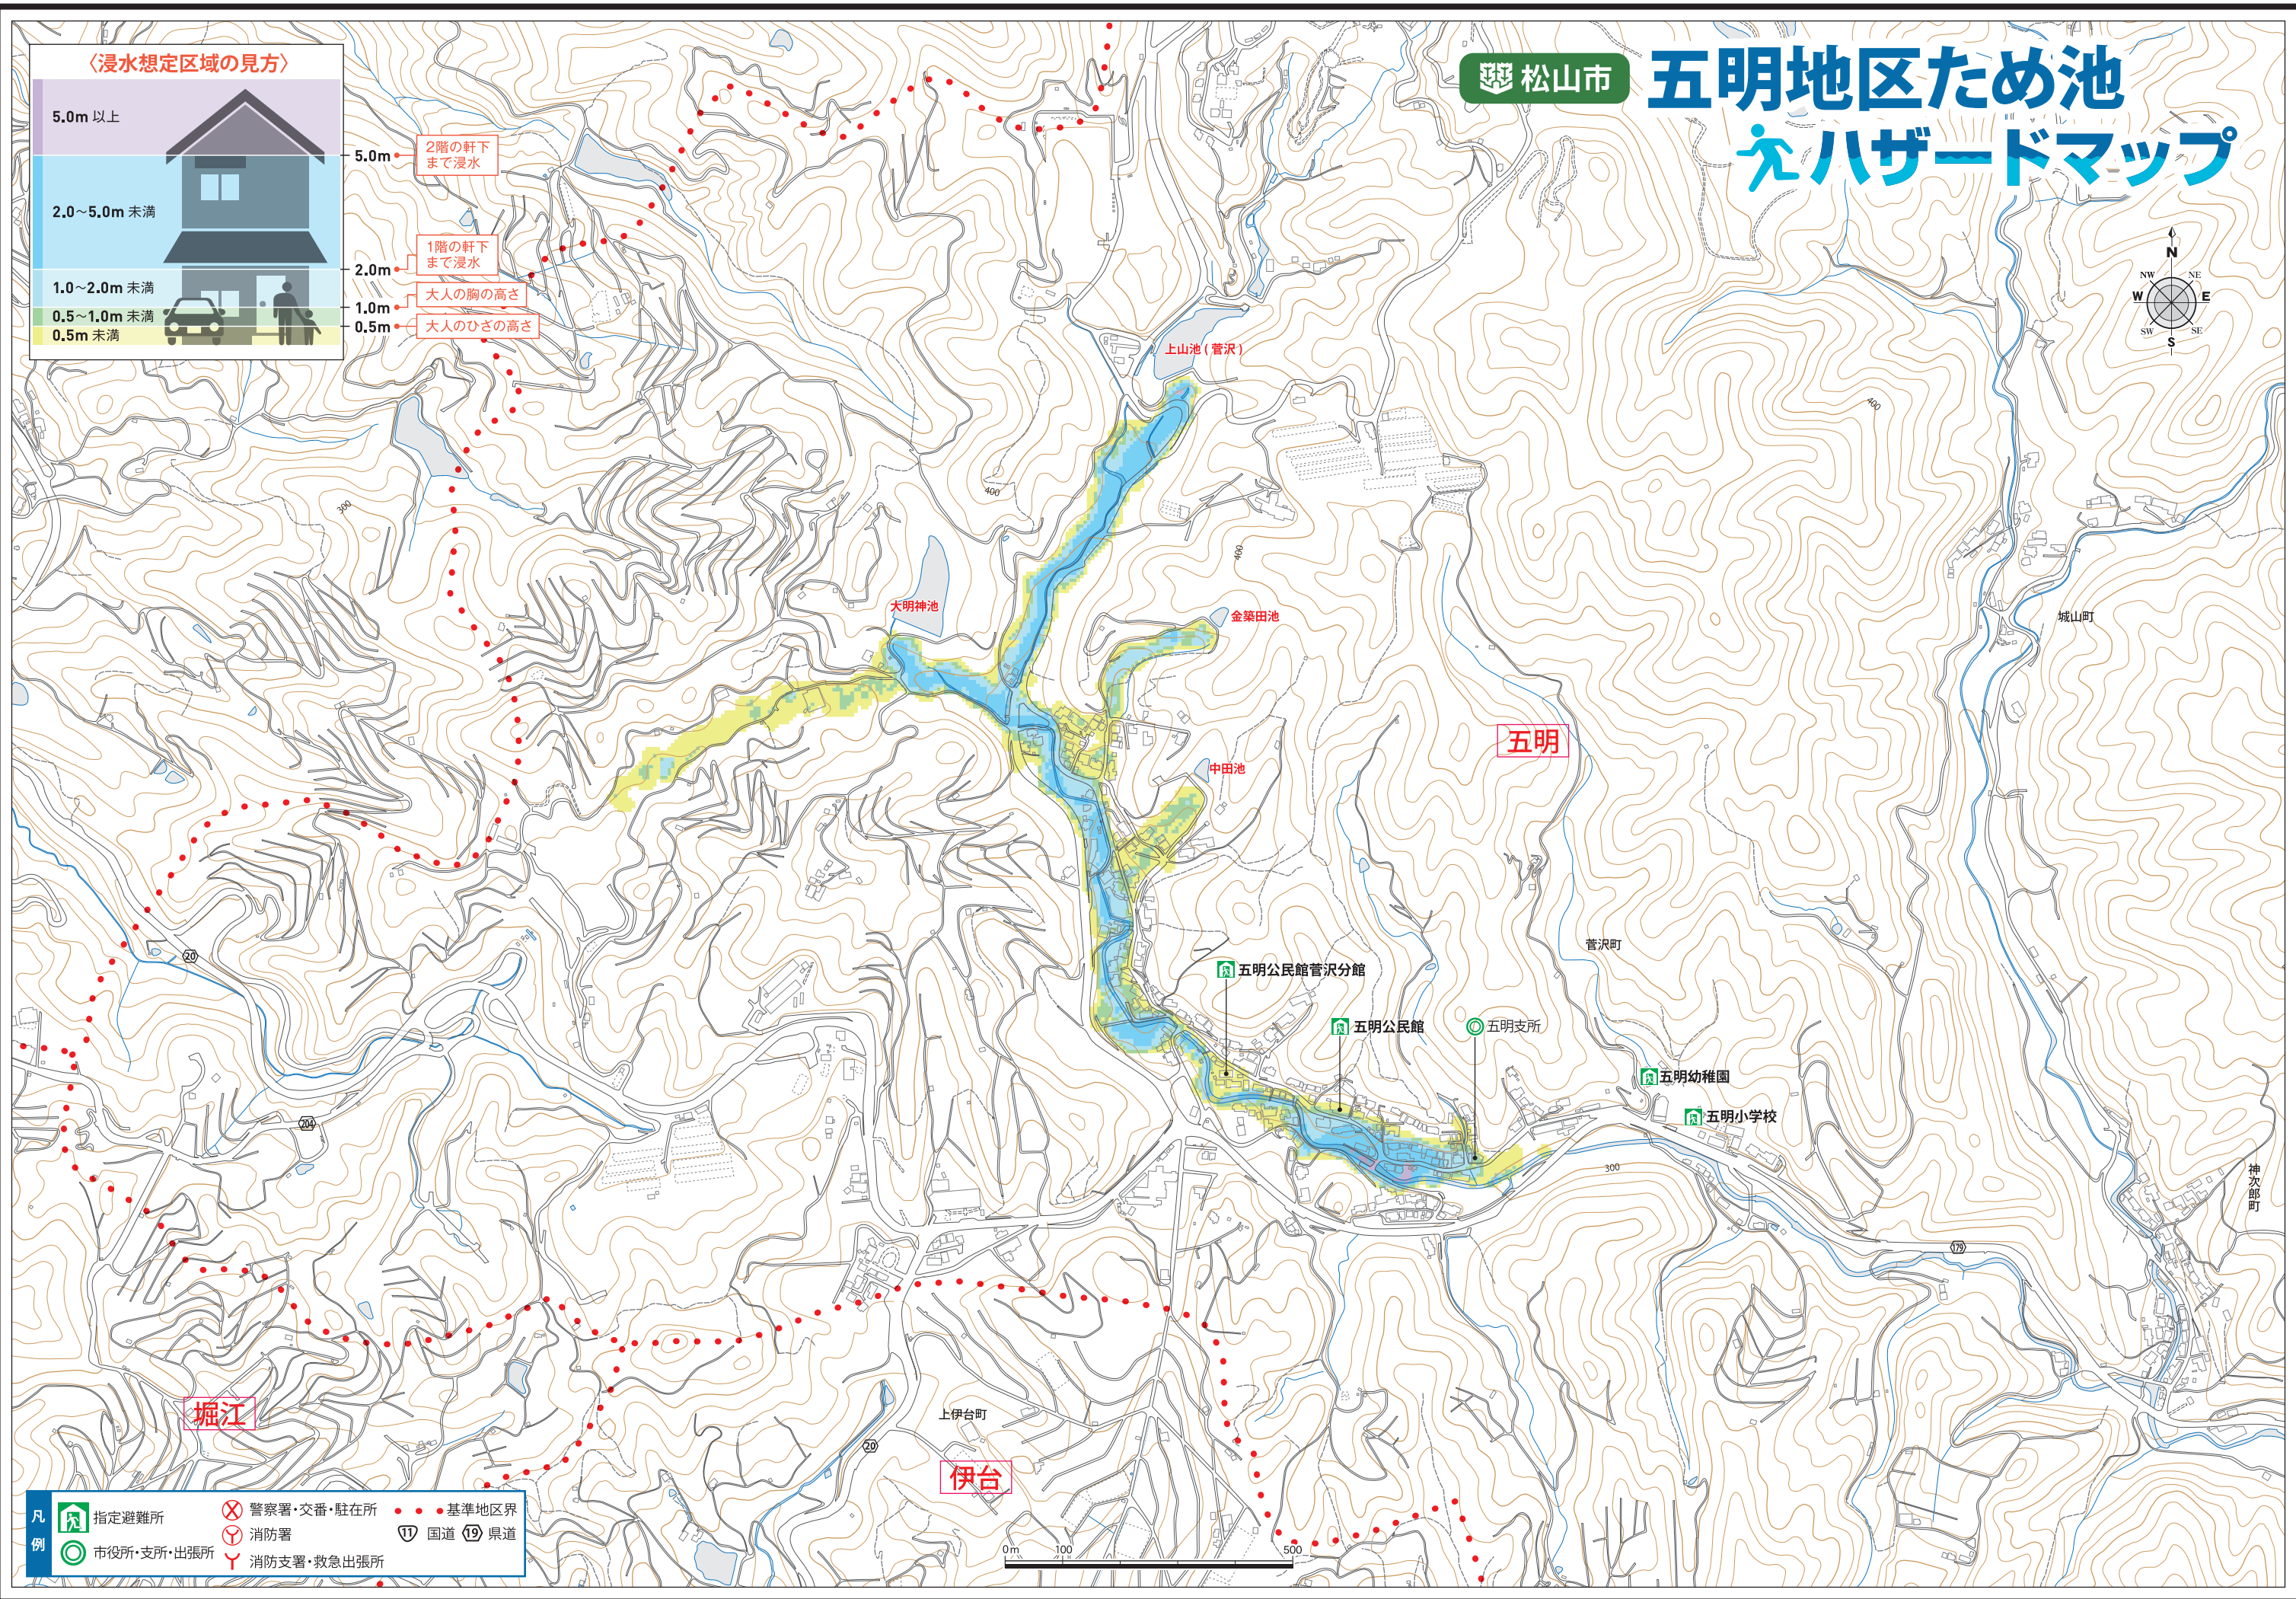 〈浸水想定区域の見方〉
5.0m 以上
2.0~5.0m 未満
1.0~2.0m 未満
0.5~1.0m 未満
0.5m 未満
5.0m
2階の軒下
まで浸水
2.0m
1階の軒下
まで浸水
1.0m
大人の胸の高さ
0.5m
大人のひざの高さ
松山市
五明地区ため池
ハザードマップ
N
NW
NE
W
E
SW
SE
S
上山池(菅沢)
400
400
300
400
大明神池
金築田池
城山町
五明
中田池
菅沢町
20
五明公民館菅沢分館
五明公民館
五明支所
五明幼稚園
五明小学校
204
300
神次郎町
179
堀江
上伊台町
20
伊台
凡例
指定避難所
市役所・支所・出張所
警察署・交番・駐在所
消防署
消防支署・救急出張所
基準地区界
11 国道 19 県道
0m 100 500